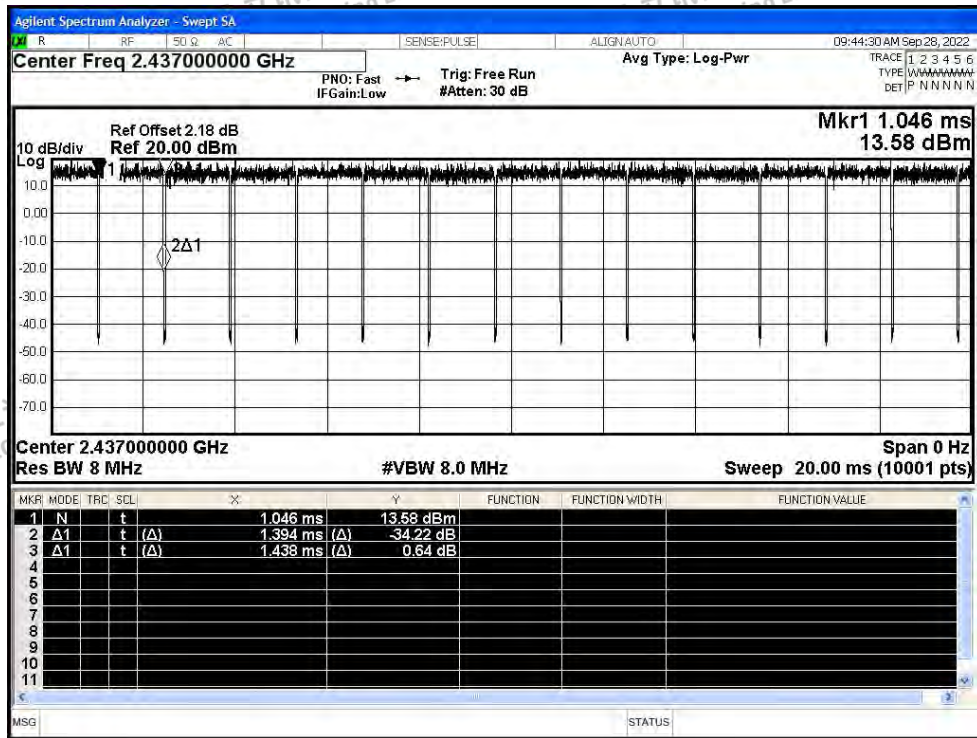 Agilent Spectrum Analyzer - Swept SA
LXI R RF 50 Ω AC SENSE:PULSE ALIGN AUTO 09:44:30 AM Sep 28, 2022
Center Freq 2.437000000 GHz
PNO: Fast
IFGain:Low
Trig: Free Run
#Atten: 30 dB
Avg Type: Log-Pwr
TRACE 1 2 3 4 5 6
TYPE W
DET P N N N N N
Mkr1 1.046 ms
13.58 dBm
Ref Offset 2.18 dB
10 dB/div Ref 20.00 dBm
Log
1
10.0
0.00
-10.0
2Δ1
-20.0
-30.0
-40.0
-50.0
-60.0
-70.0
Center 2.437000000 GHz Span 0 Hz
Res BW 8 MHz #VBW 8.0 MHz Sweep 20.00 ms (10001 pts)
MKR MODE TRC SCL X Y FUNCTION FUNCTION WIDTH FUNCTION VALUE
1 N t 1.046 ms 13.58 dBm
2 Δ1 t (Δ) 1.394 ms (Δ) -34.22 dB
3 Δ1 t (Δ) 1.438 ms (Δ) 0.64 dB
4
5
6
7
8
9
10
11
MSG STATUS